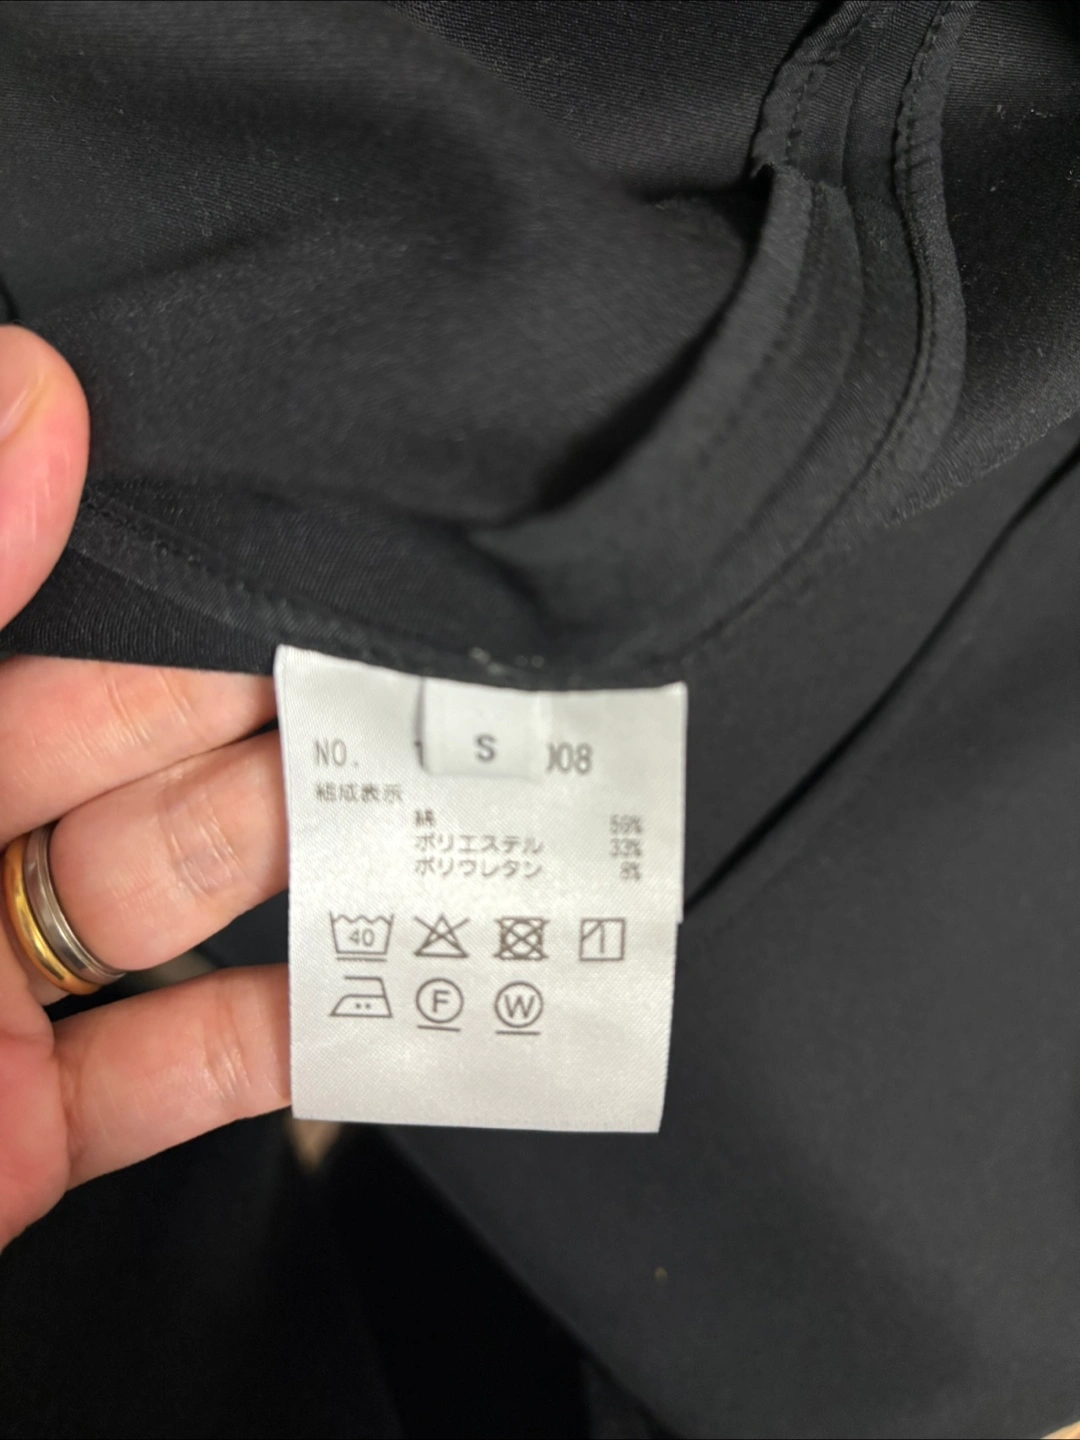 S
NO. 1 008
組成表示
綿 59%
ポリエステル 33%
ポリウレタン 8%
40
F W